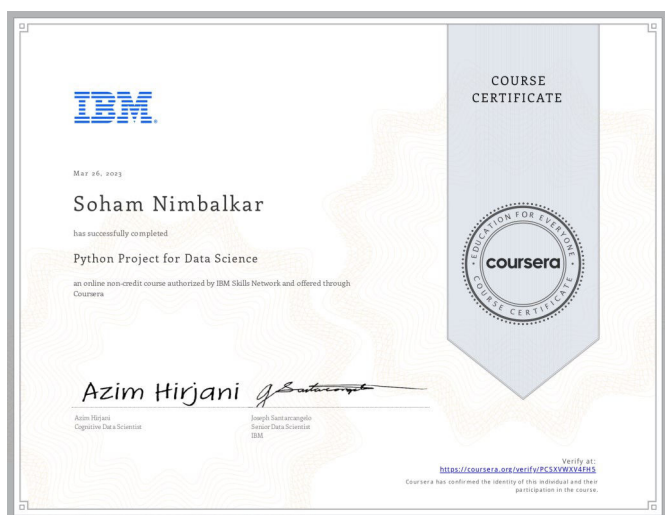 IBM
COURSE
CERTIFICATE
Mar 26, 2023
Soham Nimbalkar
has successfully completed
Python Project for Data Science
an online non-credit course authorized by IBM Skills Network and offered through
Coursera
EDUCATION FOR EVERYONE
coursera
COURSE CERTIFICATE
Azim Hirjani
Azim Hirjani
Cognitive Data Scientist
Joseph Santarcangelo
Senior Data Scientist
IBM
Verify at:
https://coursera.org/verify/PCSXVWXV4FH5
Coursera has confirmed the identity of this individual and their
participation in the course.